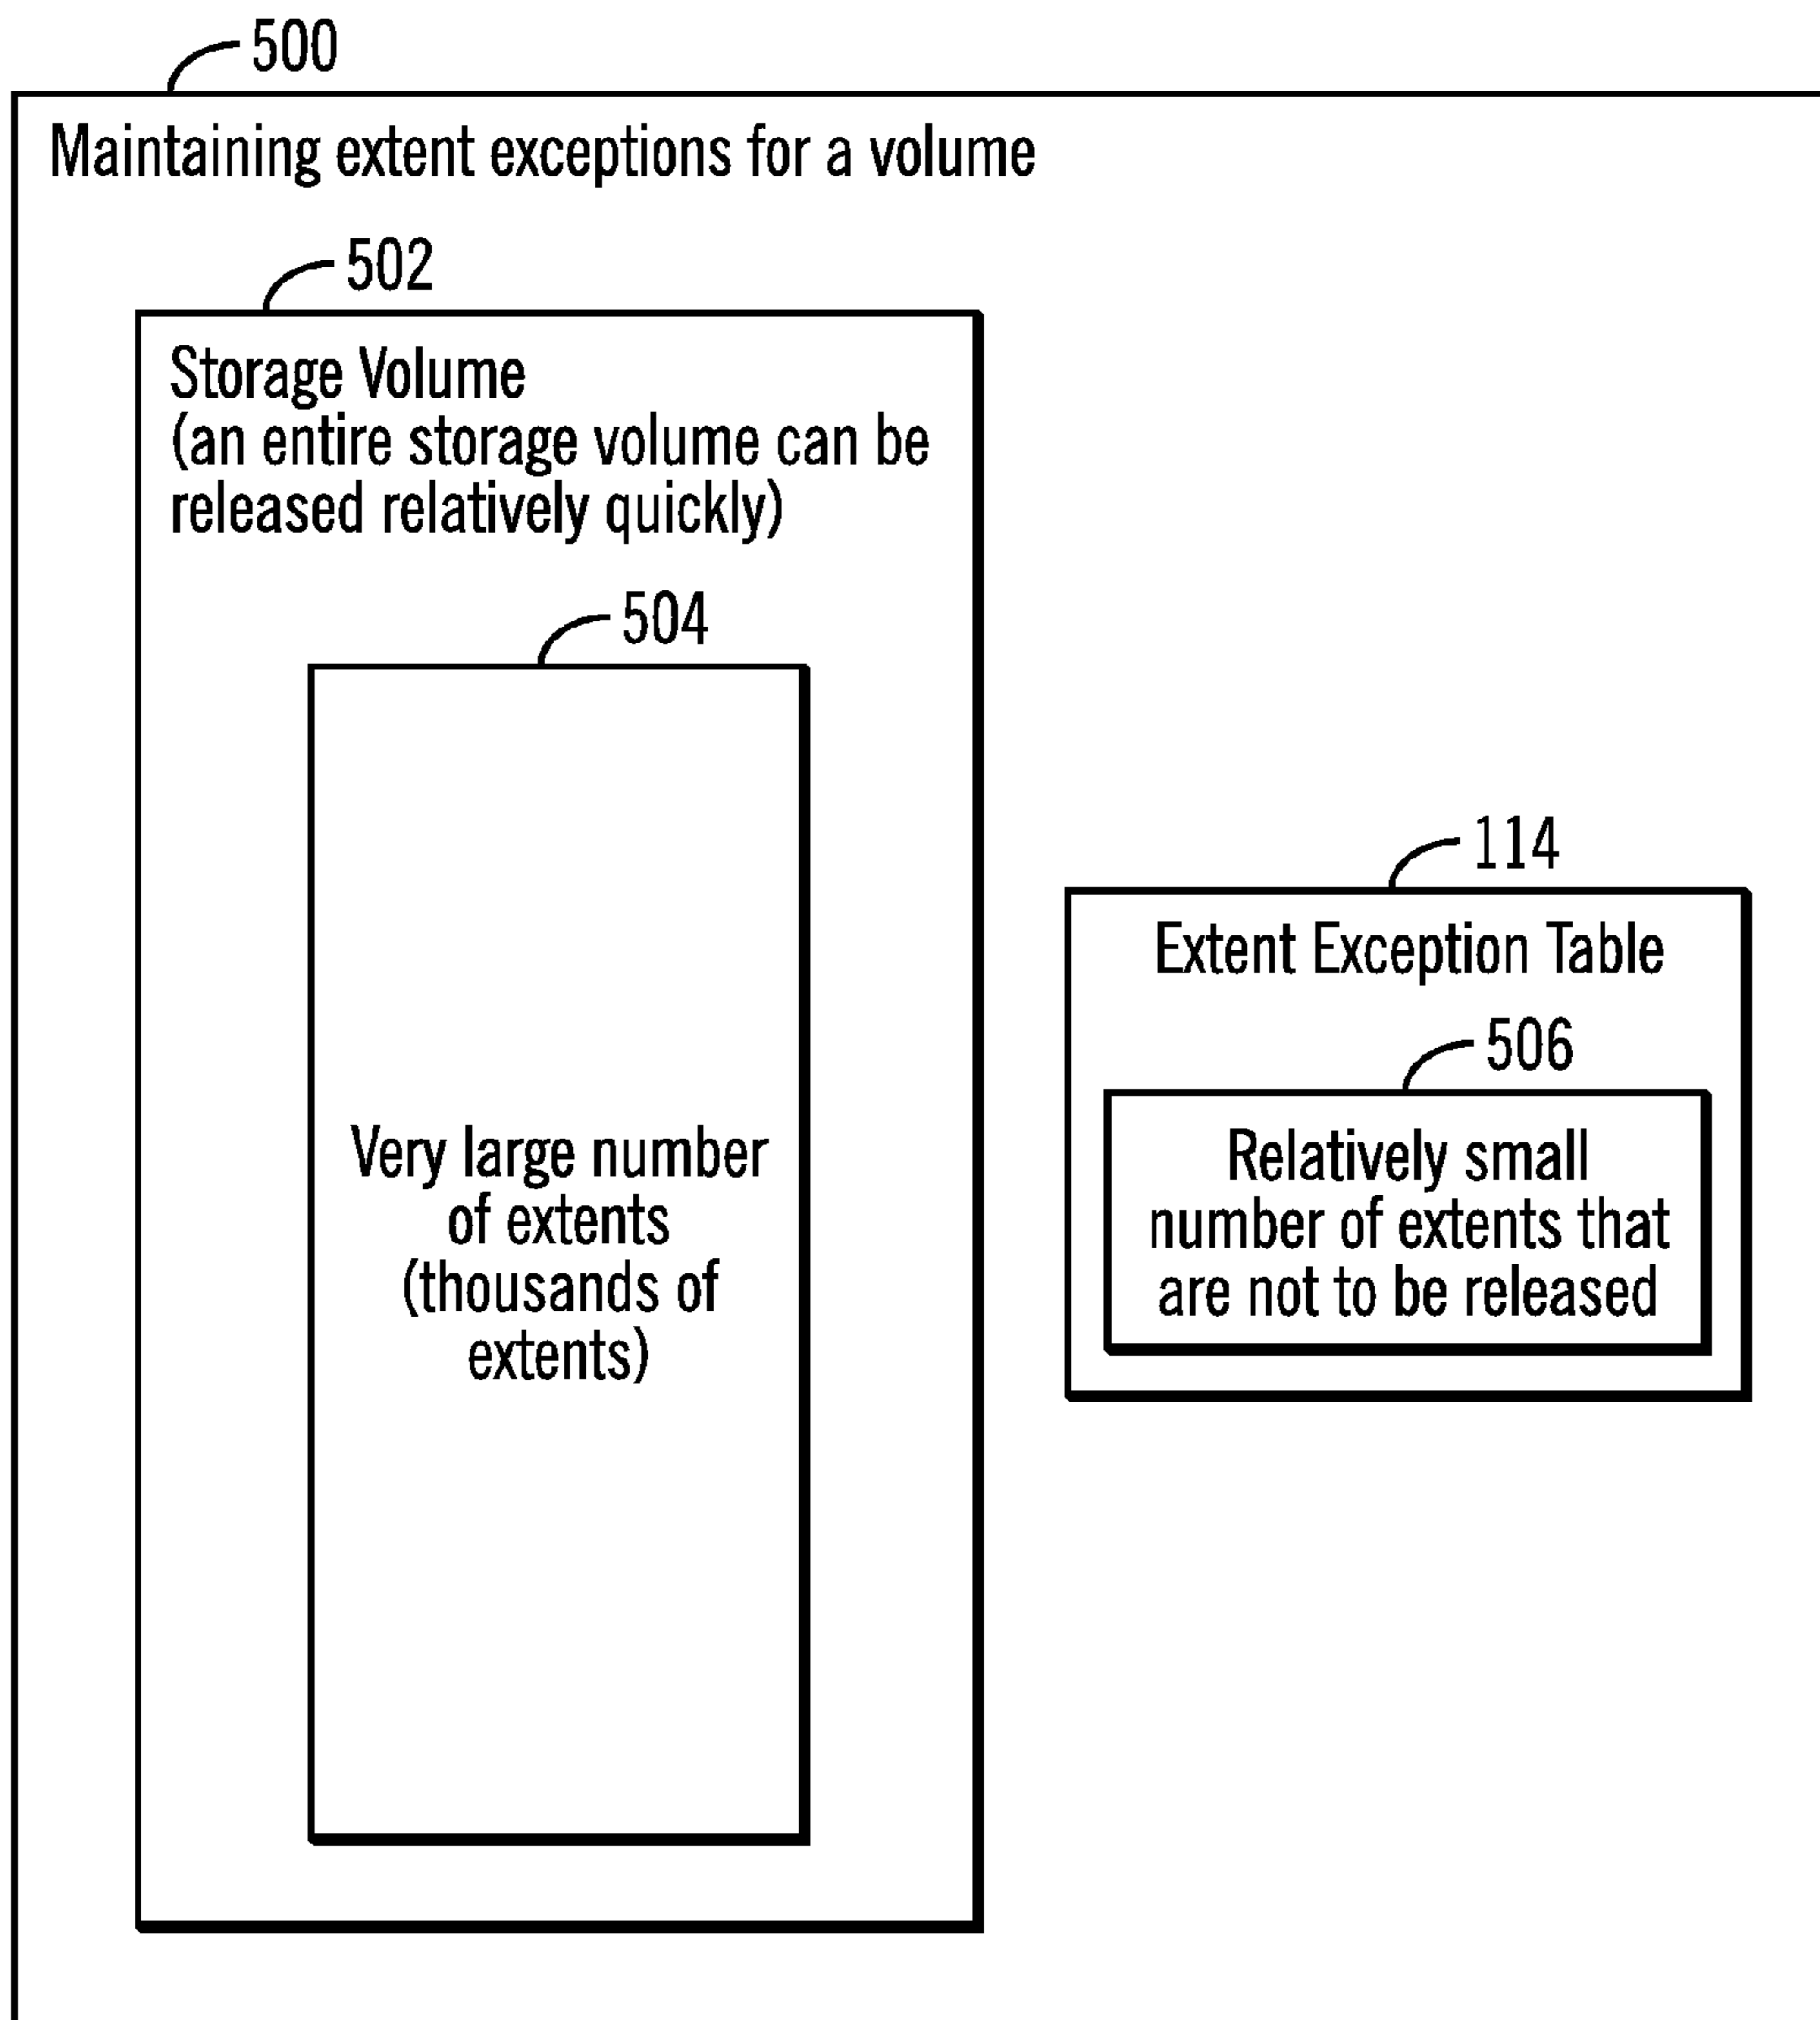 500
Maintaining extent exceptions for a volume
502
Storage Volume
(an entire storage volume can be
released relatively quickly)
504
Very large number
of extents
(thousands of
extents)
114
Extent Exception Table
506
Relatively small
number of extents that
are not to be released